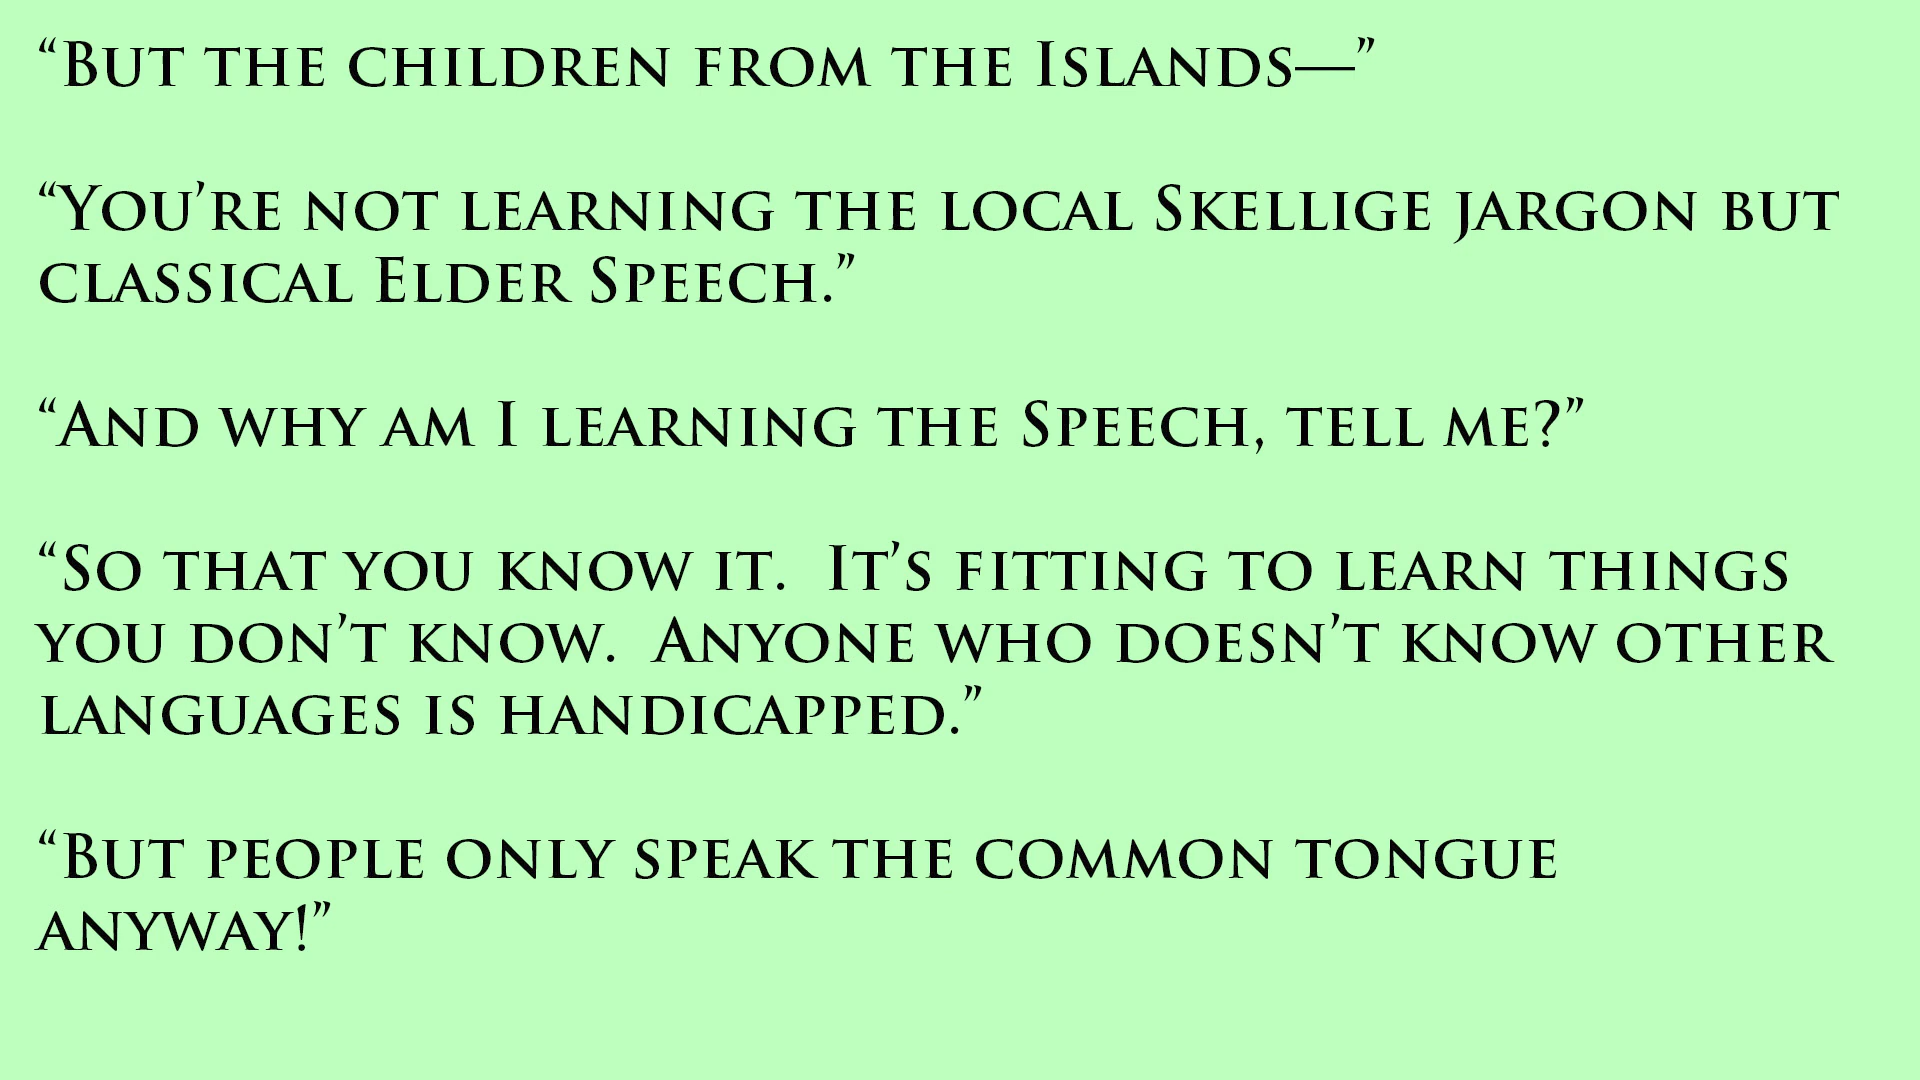 “But the children from the Islands—”
“You’re not learning the local Skellige jargon but
classical Elder Speech.”
“And why am I learning the Speech, tell me?”
“So that you know it.  It’s fitting to learn things
you don’t know.  Anyone who doesn’t know other
languages is handicapped.”
“But people only speak the common tongue
anyway!”